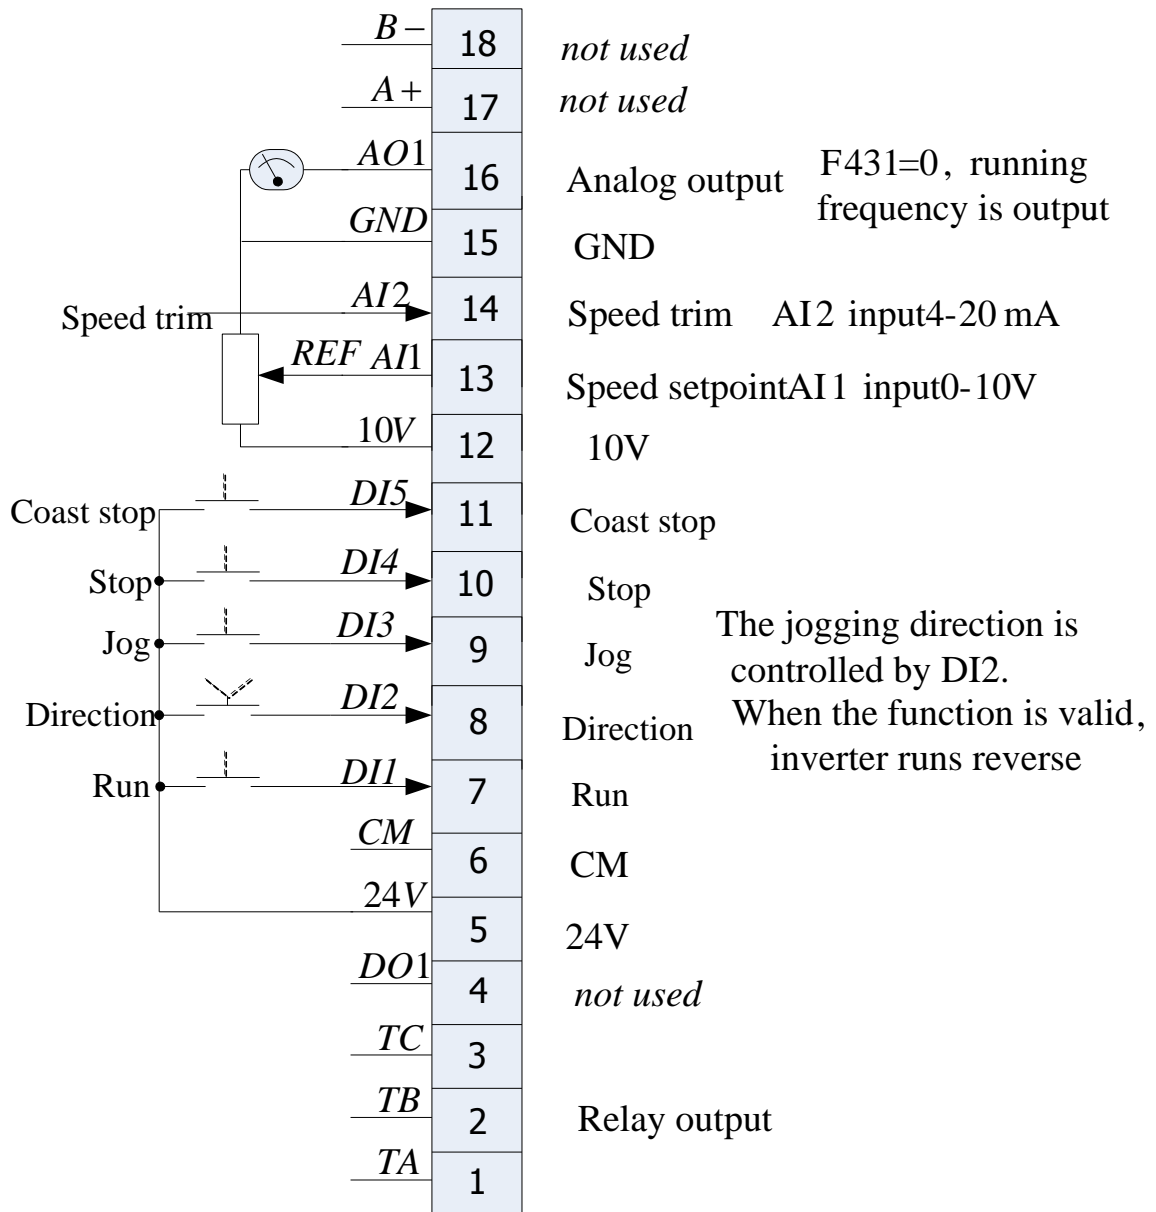 B− 18 not used
A+ 17 not used
AO1 16 Analog output F431=0, running
frequency is output
GND 15 GND
Speed trim AI2 14 Speed trim AI2 input4-20 mA
REF AI1 13 Speed setpointAI1 input0-10V
10V 12 10V
Coast stop DI5 11 Coast stop
Stop DI4 10 Stop
Jog DI3 9 Jog The jogging direction is
controlled by DI2.
Direction DI2 8 Direction When the function is valid,
inverter runs reverse
Run DI1 7 Run
CM 6 CM
24V 5 24V
DO1 4 not used
TC 3
TB 2 Relay output
TA 1